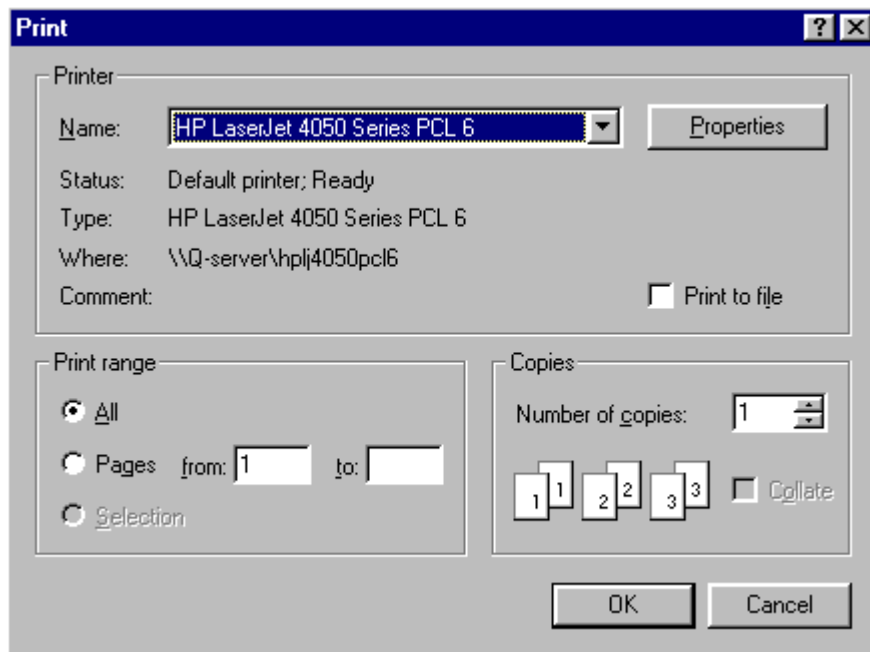 Print
Printer
Name: HP LaserJet 4050 Series PCL 6 Properties
Status: Default printer; Ready
Type: HP LaserJet 4050 Series PCL 6
Where: \\Q-server\hplj4050pcl6
Comment: Print to file
Print range
All
Pages from: 1 to:
Selection
Copies
Number of copies: 1
1 1 2 2 3 3 Collate
OK Cancel